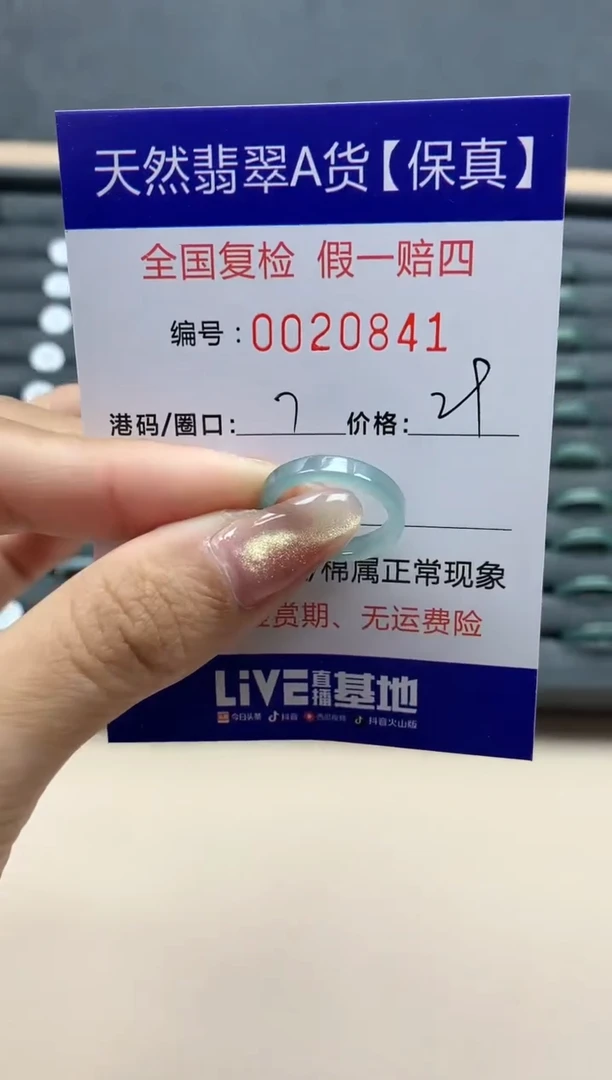 天然翡翠A货【保真】
全国复检 假一赔四
编号：0020841
港码/圈口：7 价格：
/棉属正常现象
赏期、无运费险
LiVE直播基地
今日头条 抖音 西瓜视频 抖音火山版